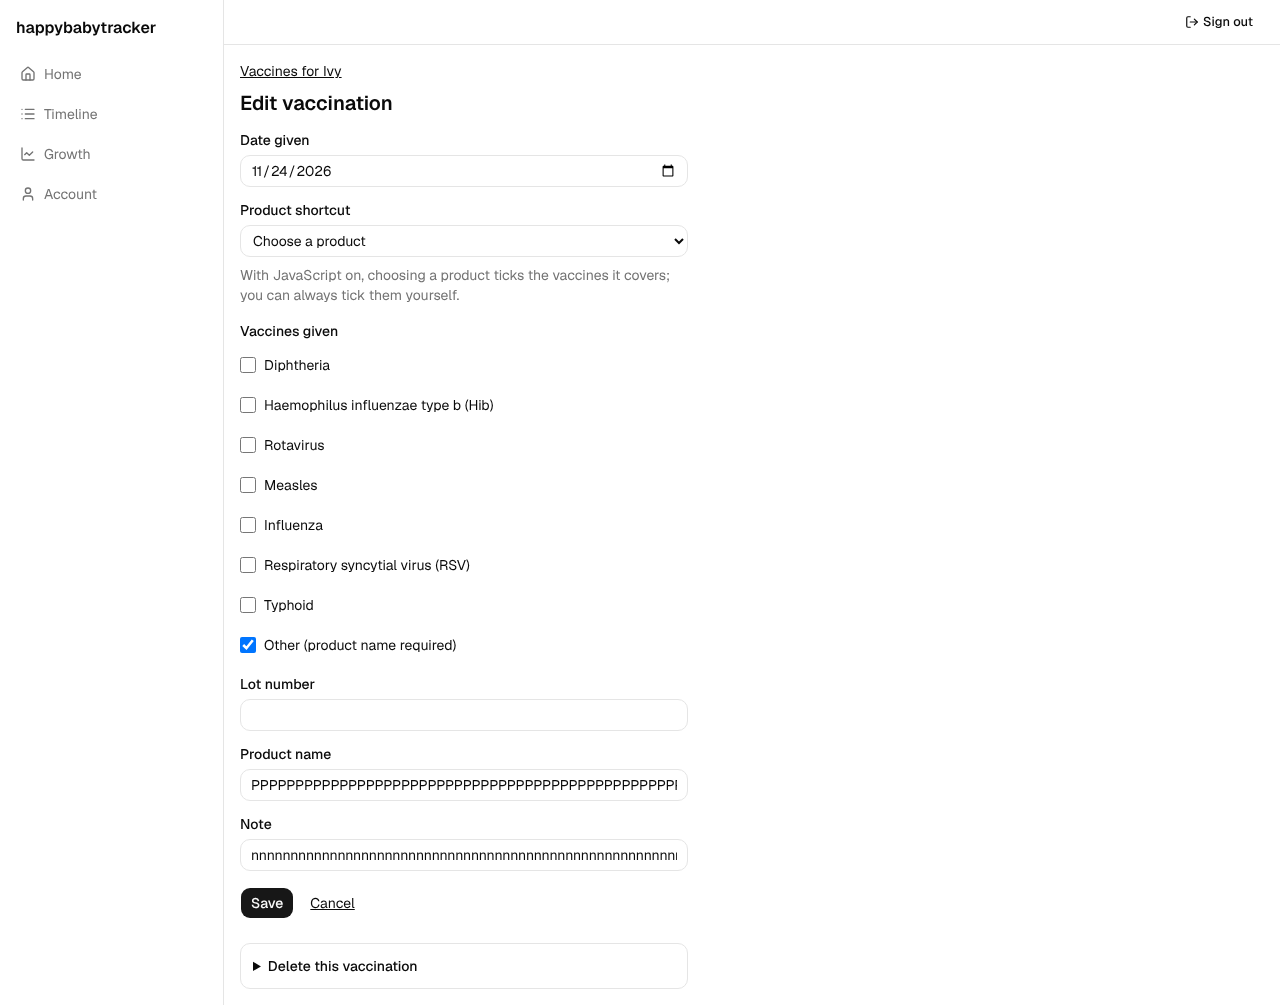 happybabytracker
Sign out
Home
Timeline
Growth
Account
Vaccines for Ivy
Edit vaccination
Date given
11/24/2026
Product shortcut
Choose a product
With JavaScript on, choosing a product ticks the vaccines it covers;
you can always tick them yourself.
Vaccines given
Diphtheria
Haemophilus influenzae type b (Hib)
Rotavirus
Measles
Influenza
Respiratory syncytial virus (RSV)
Typhoid
Other (product name required)
Lot number
Product name
Note
Save
Cancel
Delete this vaccination